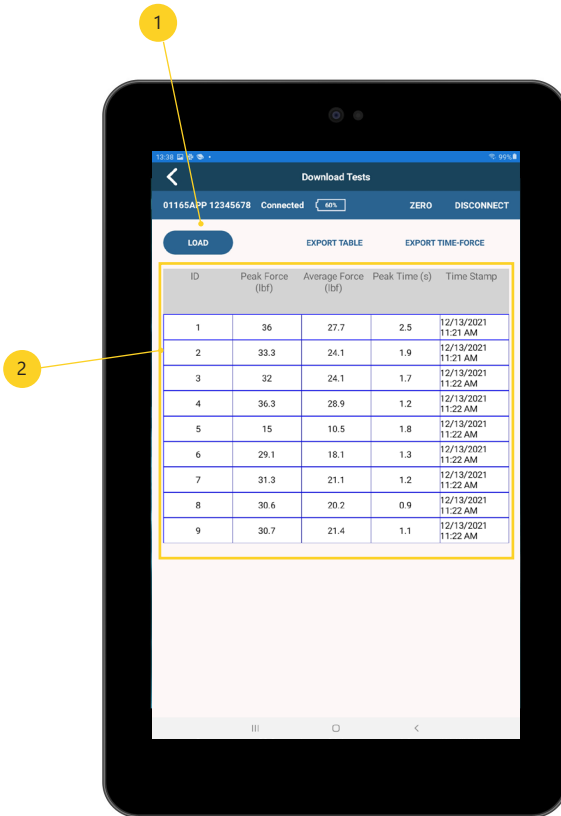 1
13:38 99%
Download Tests
01165APP 12345678 Connected 60% ZERO DISCONNECT
LOAD EXPORT TABLE EXPORT TIME-FORCE
ID Peak Force (lbf) Average Force (lbf) Peak Time (s) Time Stamp
1 36 27.7 2.5 12/13/2021 11:21 AM
2 33.3 24.1 1.9 12/13/2021 11:21 AM
2
3 32 24.1 1.7 12/13/2021 11:22 AM
4 36.3 28.9 1.2 12/13/2021 11:22 AM
5 15 10.5 1.8 12/13/2021 11:22 AM
6 29.1 18.1 1.3 12/13/2021 11:22 AM
7 31.3 21.1 1.2 12/13/2021 11:22 AM
8 30.6 20.2 0.9 12/13/2021 11:22 AM
9 30.7 21.4 1.1 12/13/2021 11:22 AM